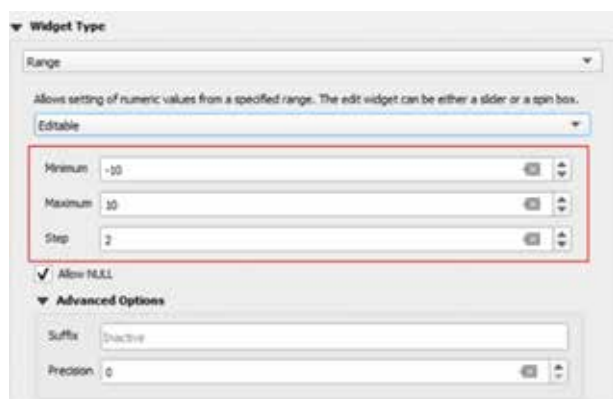 Widget Type
Range
Allows setting of numeric values from a specified range. The edit widget can be either a slider or a spin box.
Editable
Minimum -10
Maximum 10
Step 2
Allow NULL
Advanced Options
Suffix Inactive
Precision 0